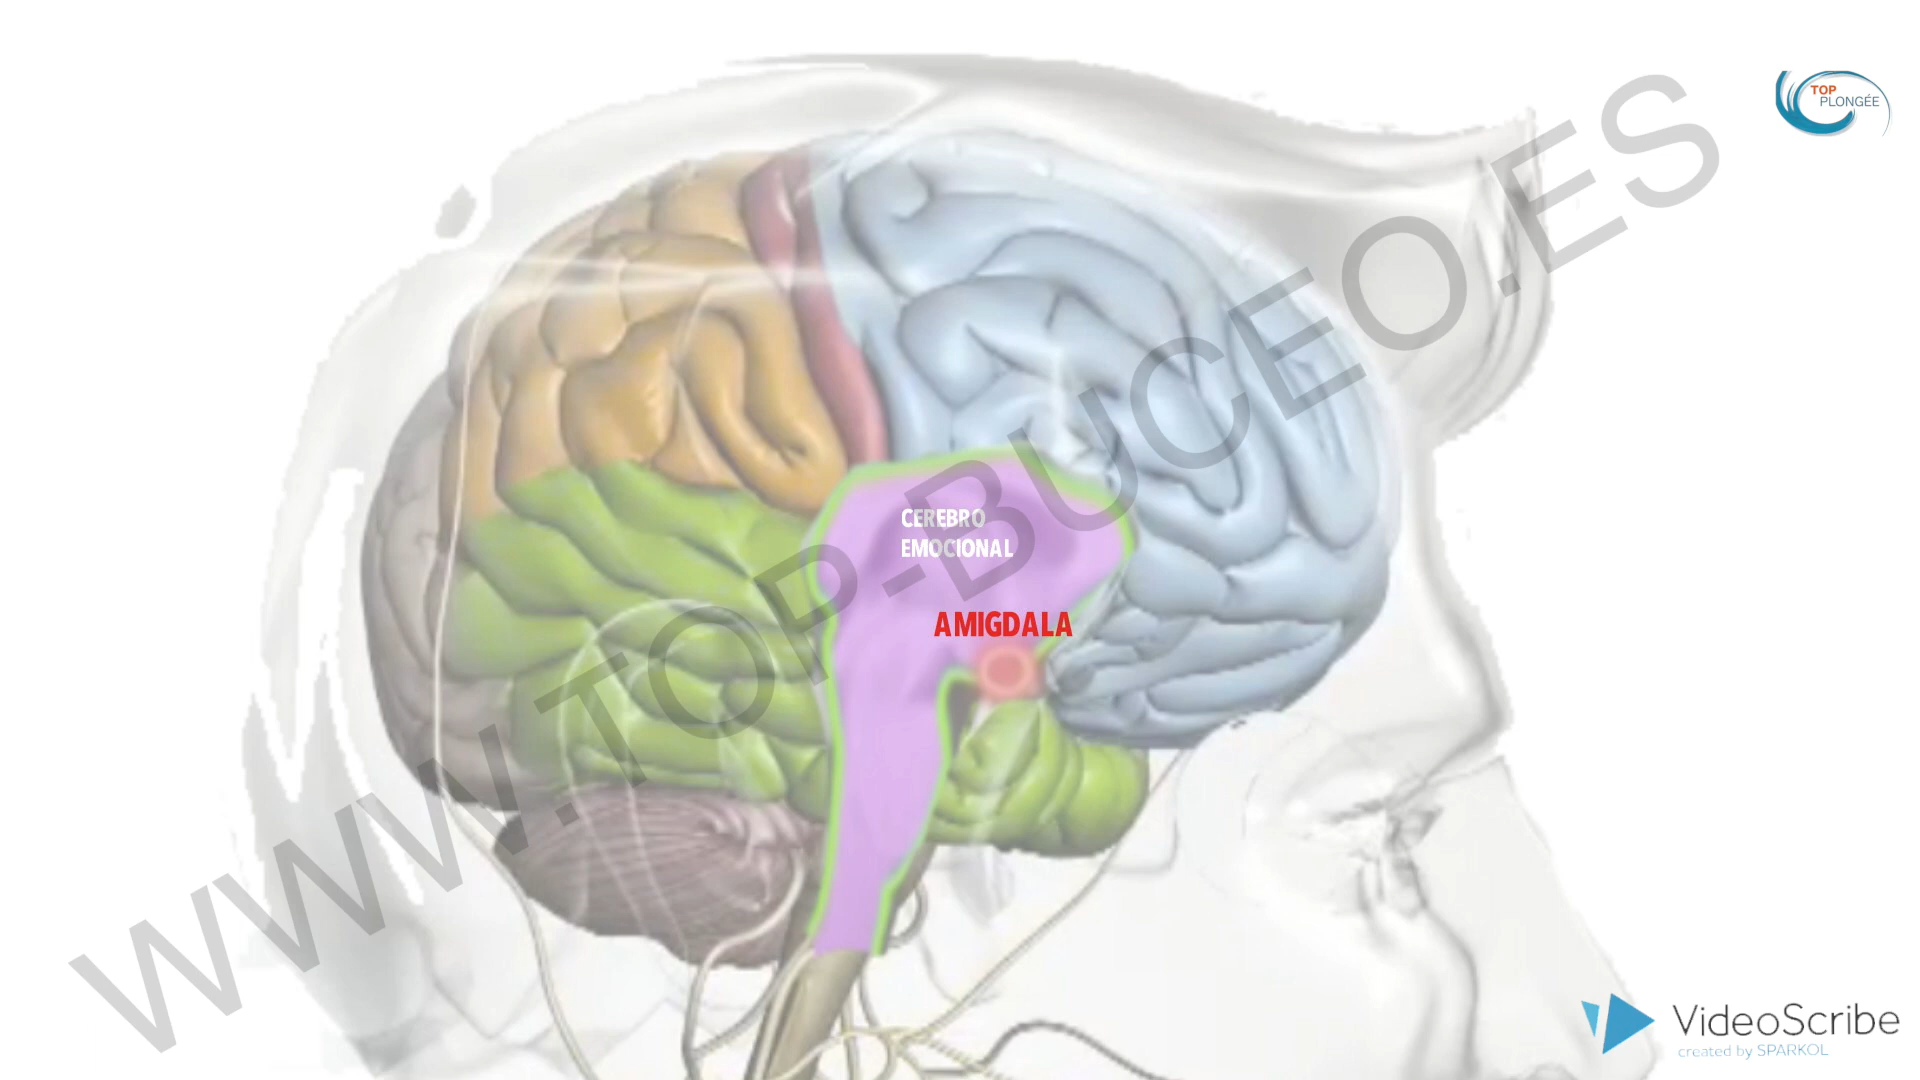 TOP
PLONGÉE
WWW.TOP-BUCEO.ES
CEREBRO
EMOCIONAL
AMIGDALA
VideoScribe
created by SPARKOL